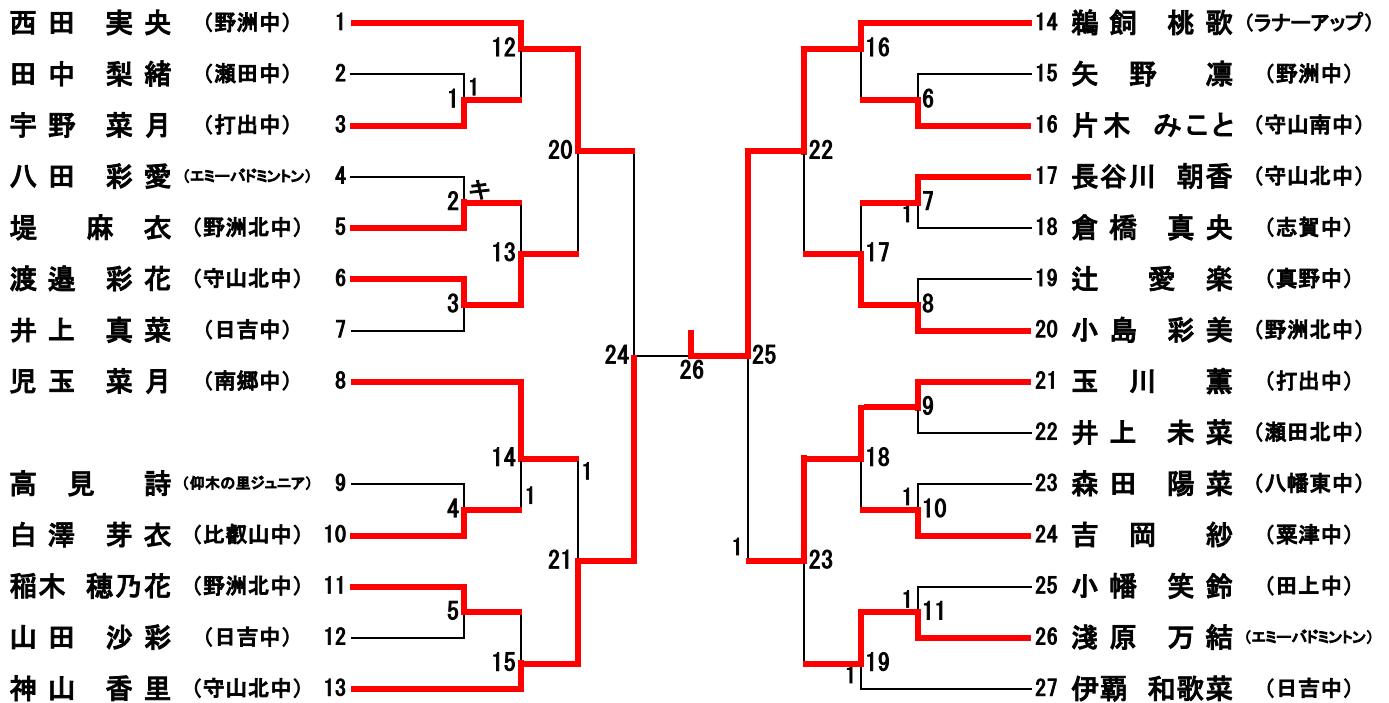 西田 実央 （野洲中） 1
田中 梨緒 （瀬田中） 2
宇野 菜月 （打出中） 3
八田 彩愛 （エミーバドミントン） 4
堤 麻衣 （野洲北中） 5
渡邉 彩花 （守山北中） 6
井上 真菜 （日吉中） 7
児玉 菜月 （南郷中） 8
高見 詩 （仰木の里ジュニア） 9
白澤 芽衣 （比叡山中） 10
稲木 穂乃花 （野洲北中） 11
山田 沙彩 （日吉中） 12
神山 香里 （守山北中） 13
12
1 1
20
2 キ
13
3
24
14
1
1
4
21
5
15
26
16
6
22
7
1
17
8
25
9
18
1
10
1
23
1
11
1
19
14 鵜飼 桃歌 （ラナーアップ）
15 矢野 凛 （野洲中）
16 片木 みこと （守山南中）
17 長谷川 朝香 （守山北中）
18 倉橋 真央 （志賀中）
19 辻 愛楽 （真野中）
20 小島 彩美 （野洲北中）
21 玉川 薫 （打出中）
22 井上 未菜 （瀬田北中）
23 森田 陽菜 （八幡東中）
24 吉岡 紗 （粟津中）
25 小幡 笑鈴 （田上中）
26 淺原 万結 （エミーバドミントン）
27 伊覇 和歌菜 （日吉中）